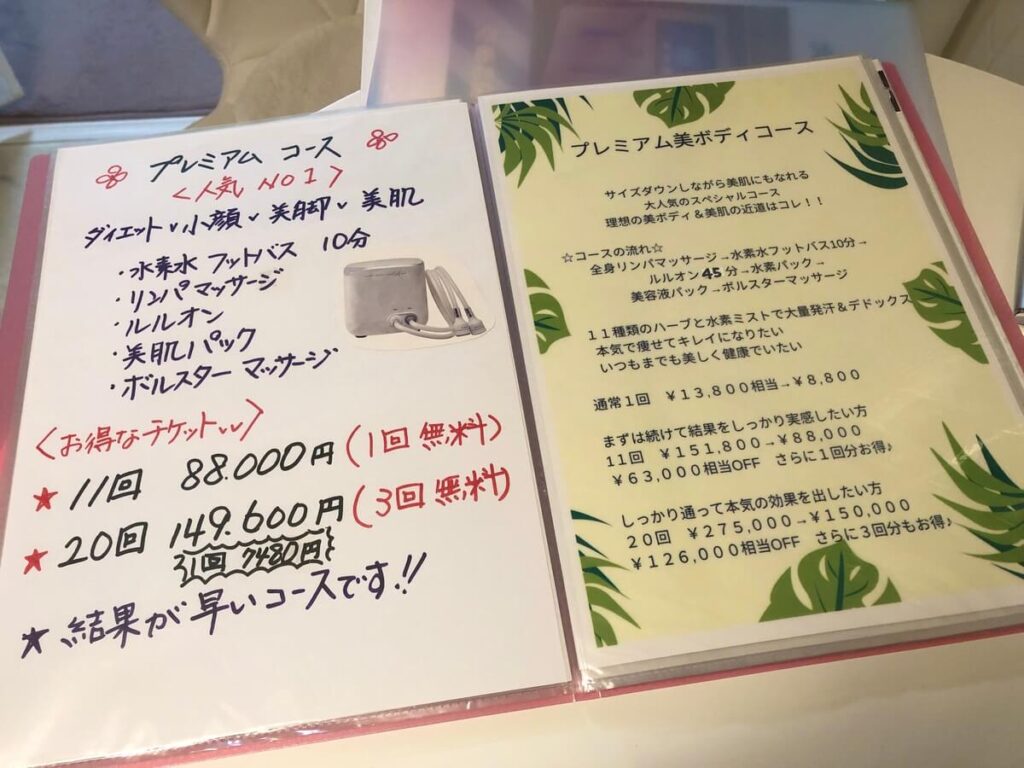 プレミアム コース
<人気 NO1>
ダイエット♡小顔♡美脚♡美肌
・水素水 フットバス 10分
・リンパマッサージ
・ルルオン
・美肌パック
・ボルスター マッサージ
<お得なチケット♡♡>
★ 11回 88.000円(1回無料)
★ 20回 149.600円(3回無料)
1回 7480円
★ 結果が早いコースです!!
プレミアム美ボディコース
サイズダウンしながら美肌にもなれる
大人気のスペシャルコース
理想の美ボディ&美肌の近道はコレ!!
☆コースの流れ☆
全身リンパマッサージ→水素水フットバス10分→
ルルオン45分→水素パック→
美容液パック→ボルスターマッサージ
11種類のハーブと水素ミストで大量発汗&デドックス
本気で痩せてキレイになりたい
いつもまでも美しく健康でいたい
通常1回 ¥13,800相当→¥8,800
まずは続けて結果をしっかり実感したい方
11回 ¥151,800→¥88,000
¥63,000相当OFF さらに1回分お得♪
しっかり通って本気の効果を出したい方
20回 ¥275,000→¥150,000
¥126,000相当OFF さらに3回分もお得♪